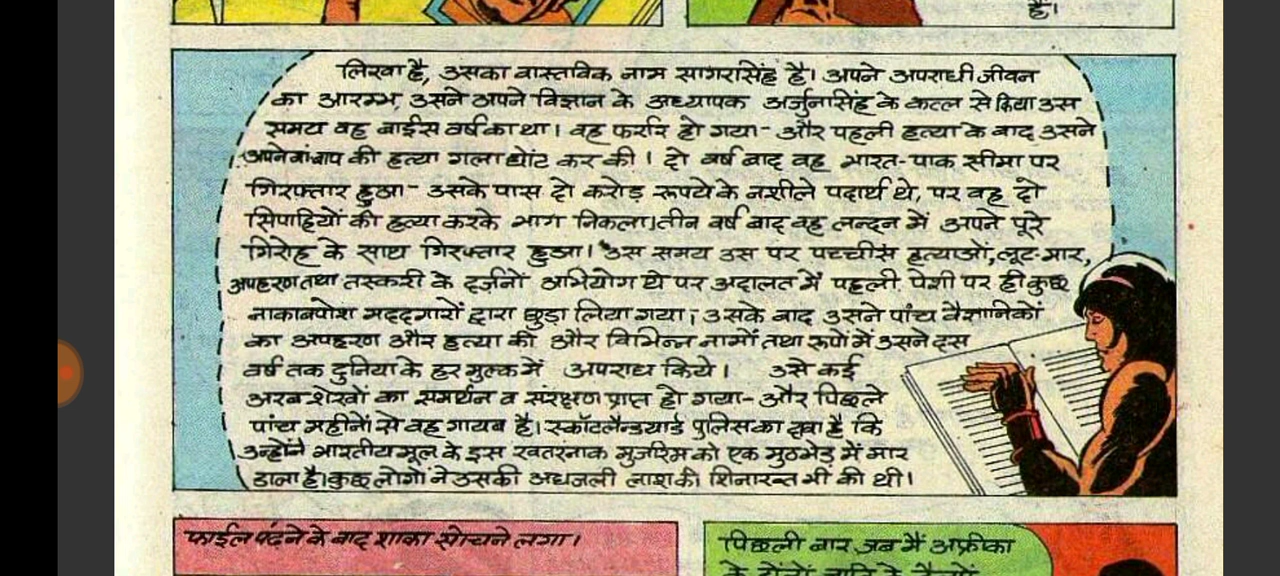 है।
लिखा है, उसका वास्तविक नाम सागरासिंह है। अपने अपराधी जीवन
का आरम्भ, उसने अपने विज्ञान के अध्यापक अर्जुनासिंह के कत्ल से किया उस
समय वह बाईस वर्ष का था। वह फर्रार हो गया- और पहली हत्या के बाद उसने
अपने मां बाप की हत्या गला घोंट कर की। दो वर्ष बाद वह भारत-पाक सीमा पर
गिरफ्तार हुआ- उसके पास दो करोड़ रूपये के नशीले पदार्थ थे, पर वह दो
सिपाहियों की हत्या करके भाग निकला।तीन वर्ष बाद वह लन्दन में अपने पूरे
गिरोह के साथ गिरफ्तार हुआ। उस समय उस पर पच्चीस हत्याओं,लूट-मार,
अपहरण तथा तस्करी के दर्ज़नों अभियोग थे पर अदालत में पहली पेशी पर ही कुछ
नाकाबपोश मददगारों द्वारा छुड़ा लिया गया; उसके बाद उसने पांच वैज्ञानिकों
का अपहरण और हत्या की और विभिन्न नामों तथा रूपों में उसने दस
वर्ष तक दुनिया के हर मुल्क में अपराध किये। उसे कई
अरब शेखों का समर्थन व संरक्षण प्राप्त हो गया- और पिछले
पांच महीनों से वह गायब है। स्कॉटलैन्डयार्ड पुलिस का दावा है कि
उन्होंने भारतीय मूल के इस खतरनाक मुजरिम को एक मुठभेड़ में मार
डाला है।कुछ लोगों ने उसकी अधजली लाश की शिनाख्त भी की थी।
फाईल पढ़ने के बाद शाका सोचने लगा।
पिछली बार जब मैं अफ्रीका
के